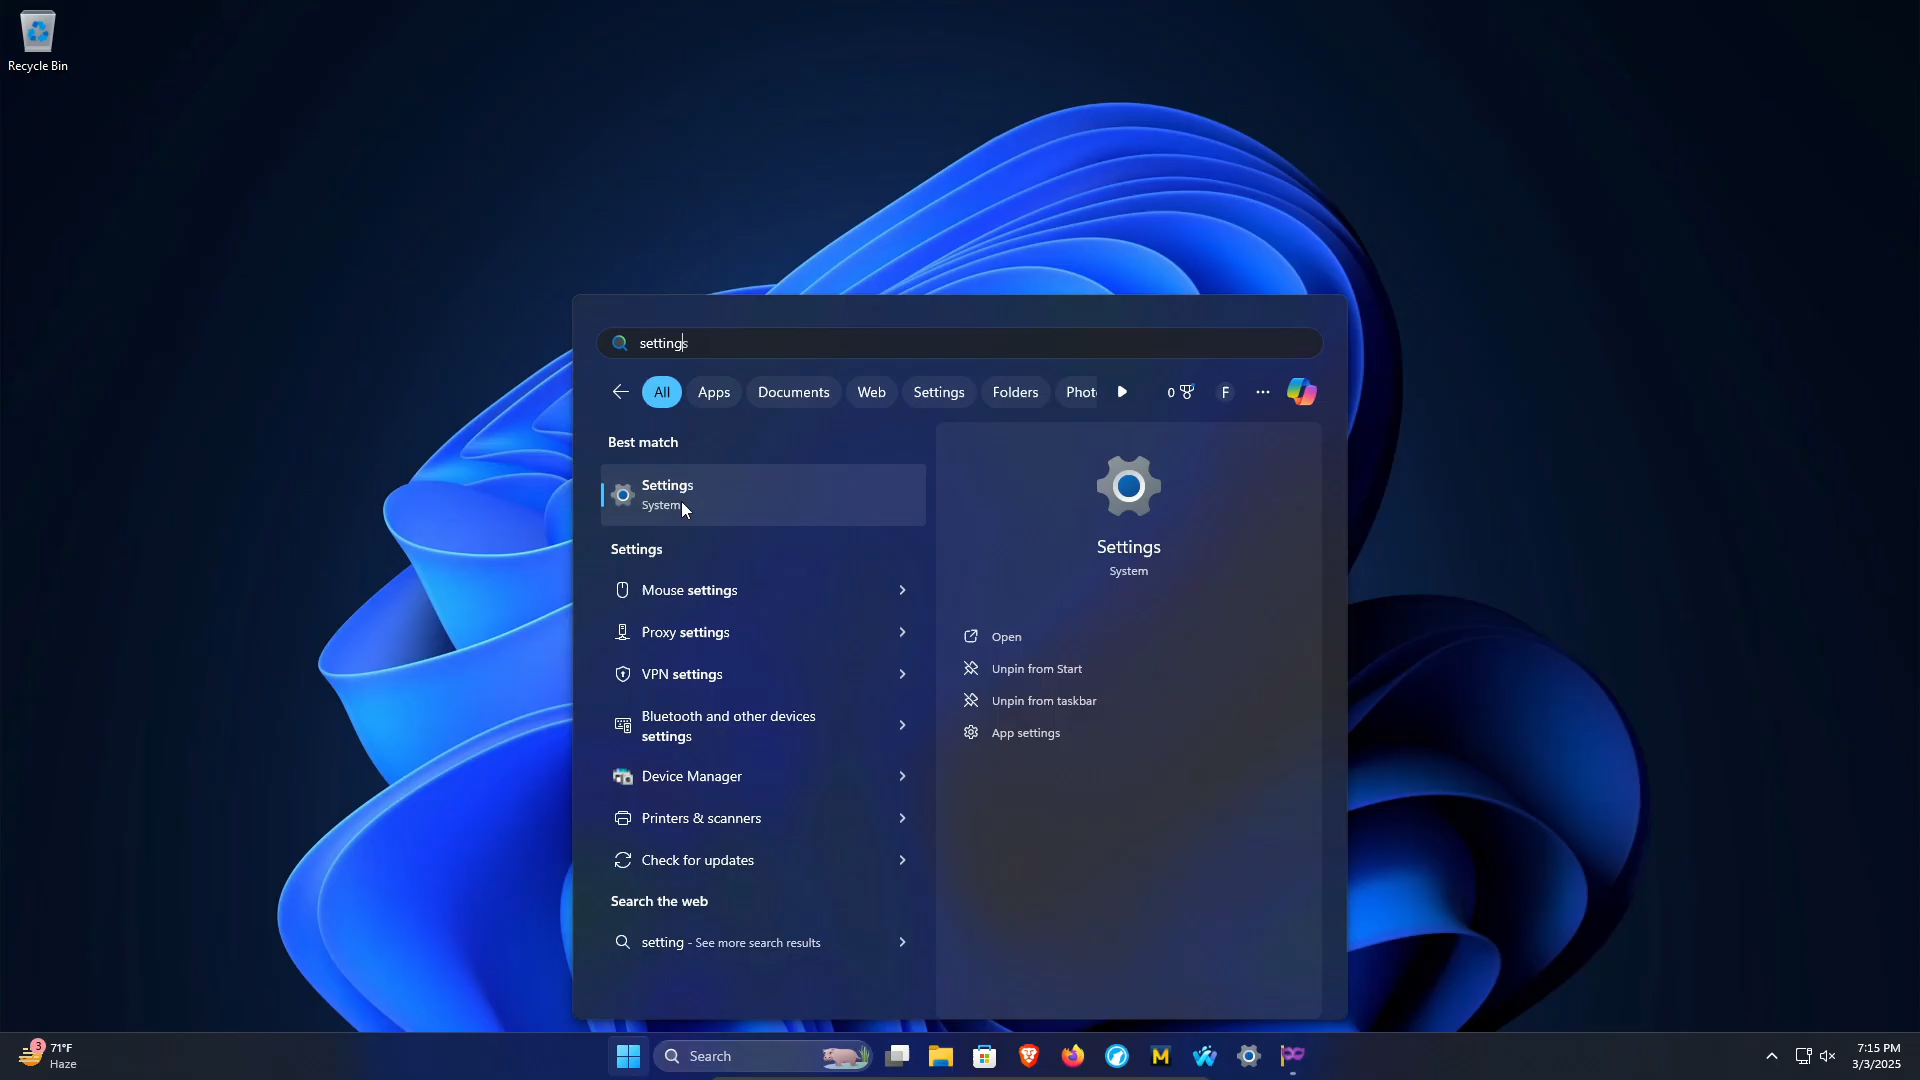 Recycle Bin
settings
All
Apps
Documents
Web
Settings
Folders
Phot
0
F
Best match
Settings
System
Settings
System
Settings
Mouse settings
Proxy settings
VPN settings
Bluetooth and other devices
settings
Device Manager
Printers & scanners
Check for updates
Open
Unpin from Start
Unpin from taskbar
App settings
Search the web
setting - See more search results
3
71°F
Haze
Search
M
7:15 PM
3/3/2025